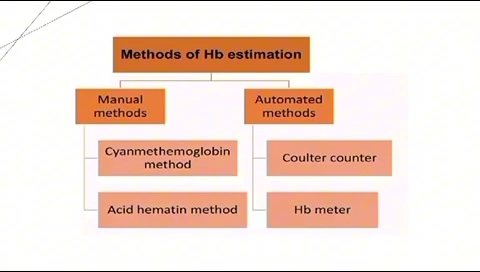 Methods of Hb estimation
Manual
methods
Automated
methods
Cyanmethemoglobin
method
Coulter counter
Acid hematin method
Hb meter